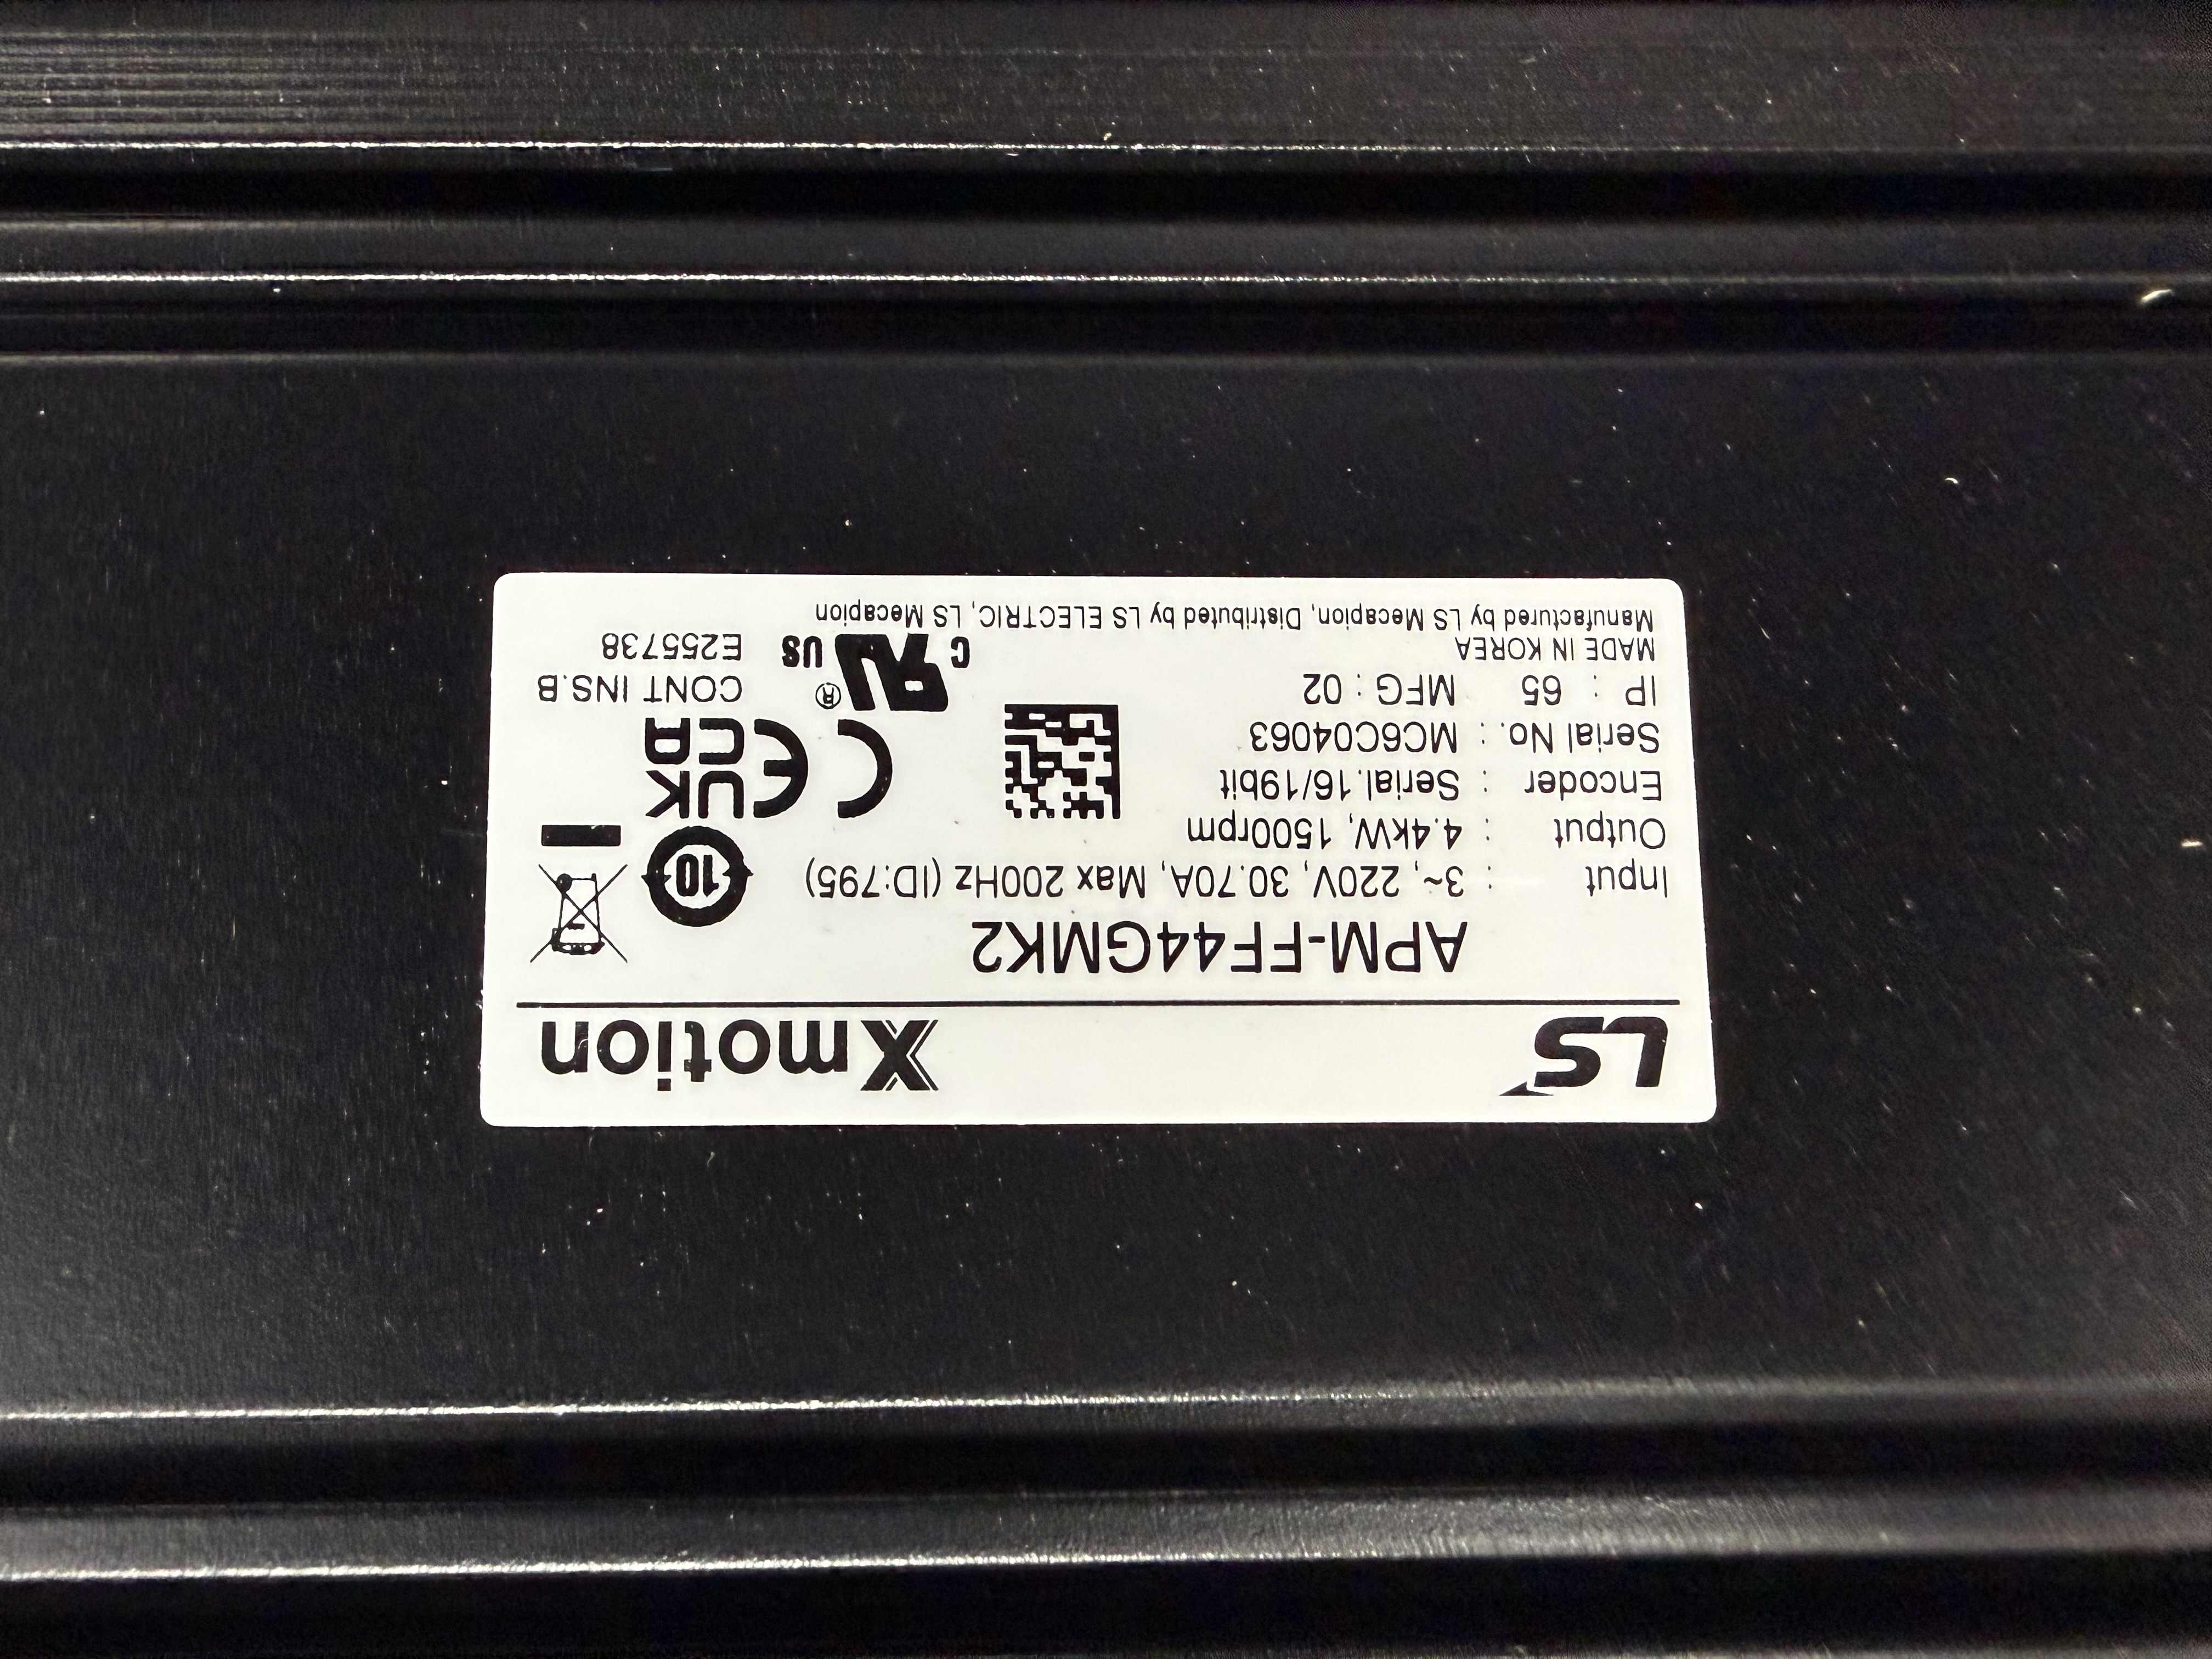 LS Xmotion
APM-FF44GMK2
Input : 3~, 220V, 30.70A, Max 200Hz (ID:795)
Output : 4.4kW, 1500rpm
Encoder : Serial.16/19bit
Serial No. : MC6C04063
IP : 65 MFG : 02
MADE IN KOREA
Manufactured by LS Mecapion, Distributed by LS ELECTRIC, LS Mecapion
10
CE
UK
CA
c RU ® US
CONT INS.B
E255738